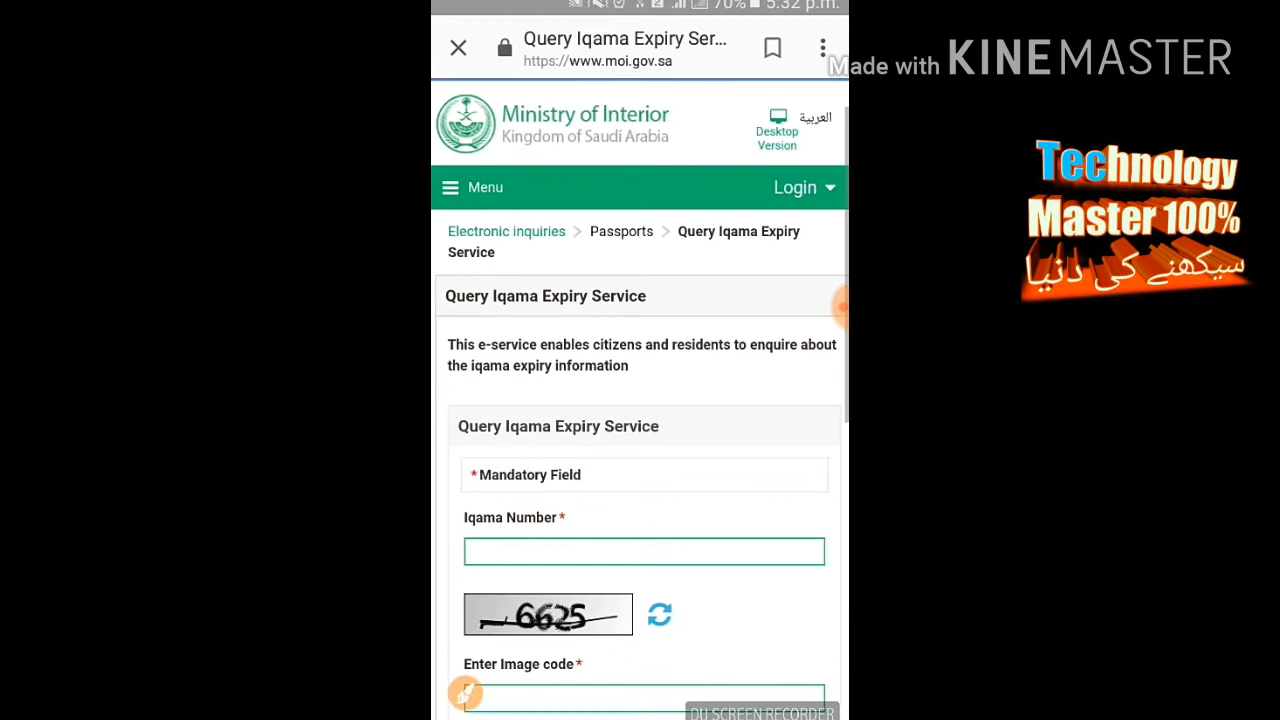 70% 5:32 p.m.
Query Iqama Expiry Ser...
https://www.moi.gov.sa
Made with KINEMASTER
Ministry of Interior
Kingdom of Saudi Arabia
Desktop
Version
العربية
Menu
Login
Electronic inquiries > Passports > Query Iqama Expiry
Service
Query Iqama Expiry Service
This e-service enables citizens and residents to enquire about
the iqama expiry information
Query Iqama Expiry Service
* Mandatory Field
Iqama Number *
6625
Enter Image code *
DU SCREEN RECORDER
Technology
Master 100%
سیکھنے کی دنیا